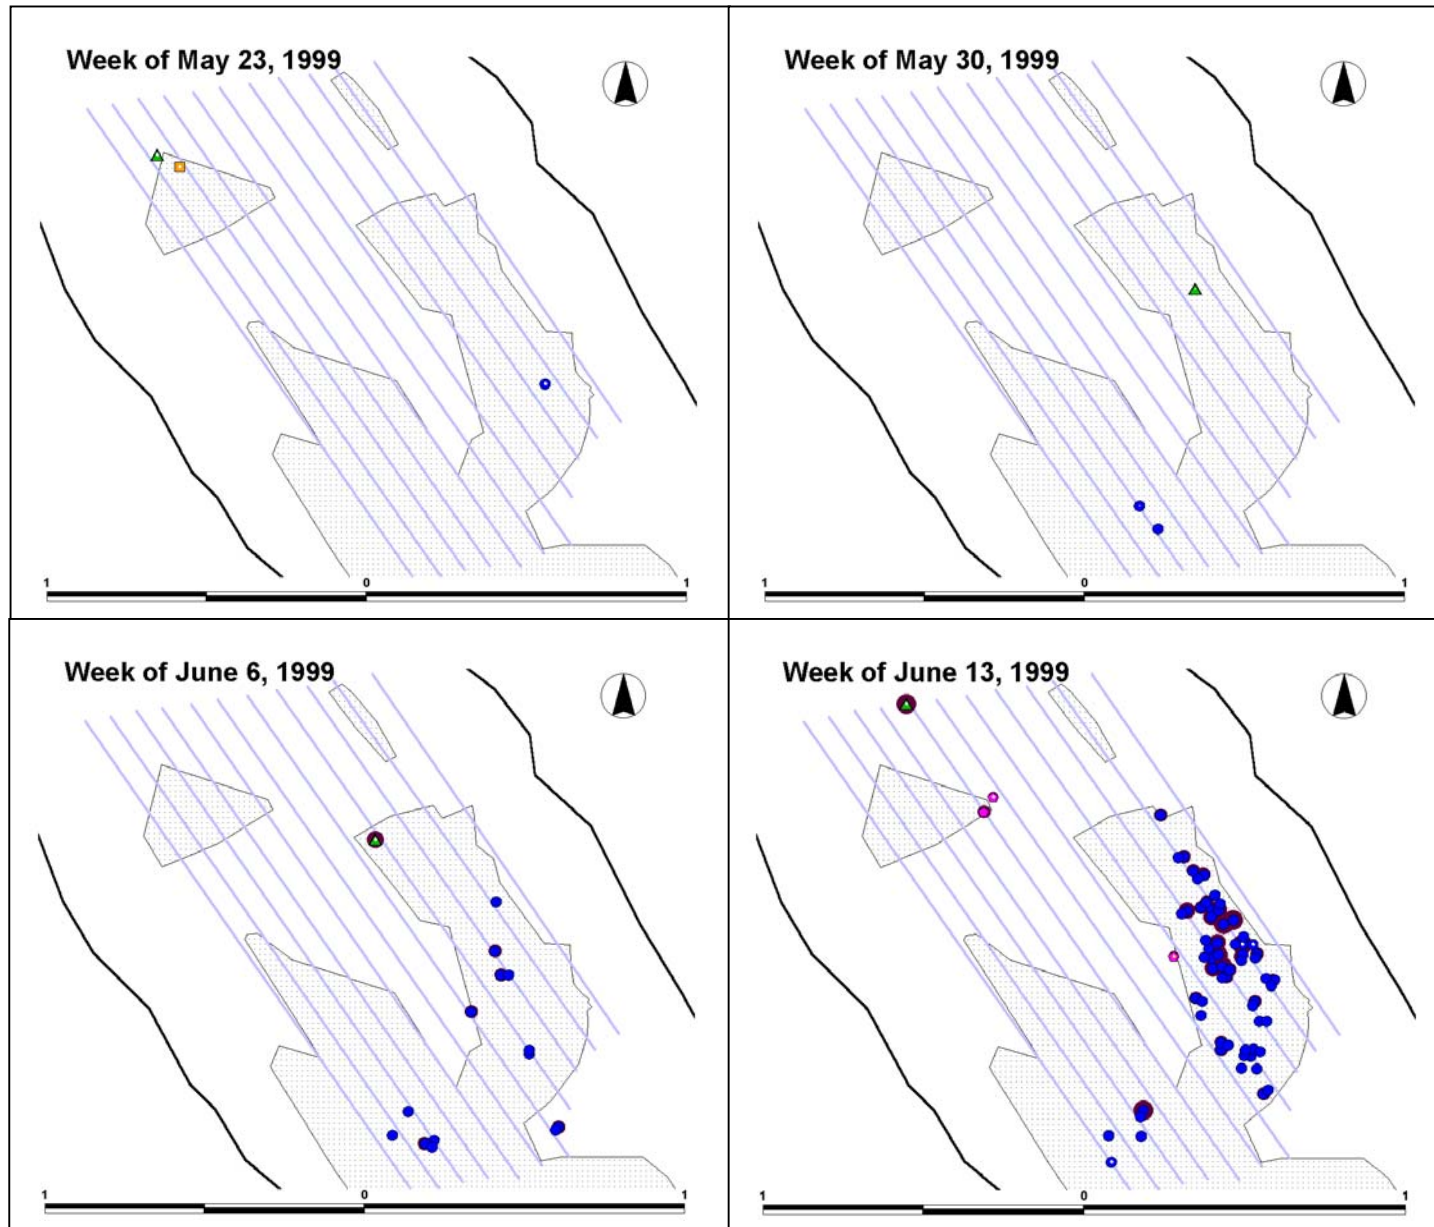 Week of May 23, 1999
1 0 1
Week of May 30, 1999
1 0 1
Week of June 6, 1999
1 0 1
Week of June 13, 1999
1 0 1